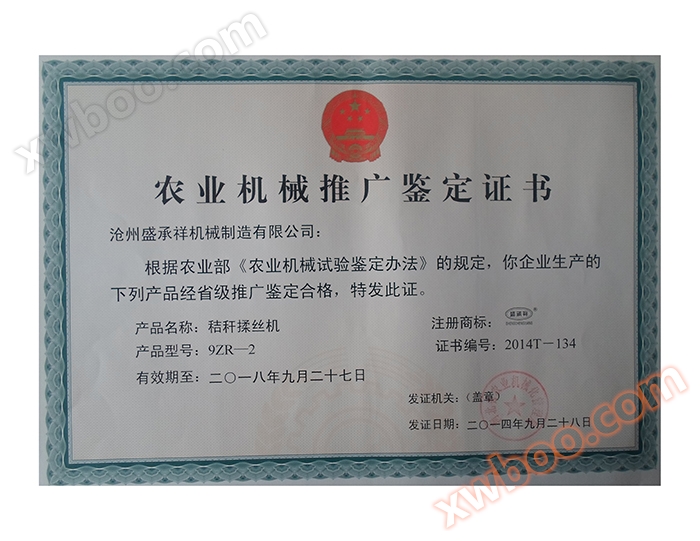 农业机械推广鉴定证书
沧州盛承祥机械制造有限公司：
根据农业部《农业机械试验鉴定办法》的规定，你企业生产的
下列产品经省级推广鉴定合格，特发此证。
产品名称： 秸秆揉丝机 注册商标：
产品型号： 9ZR—2 证书编号： 2014T－134
有效期至： 二〇一八年九月二十七日
发证机关：（盖章）
发证日期：二〇一四年九月二十八日
xwboo.com
xwboo.com